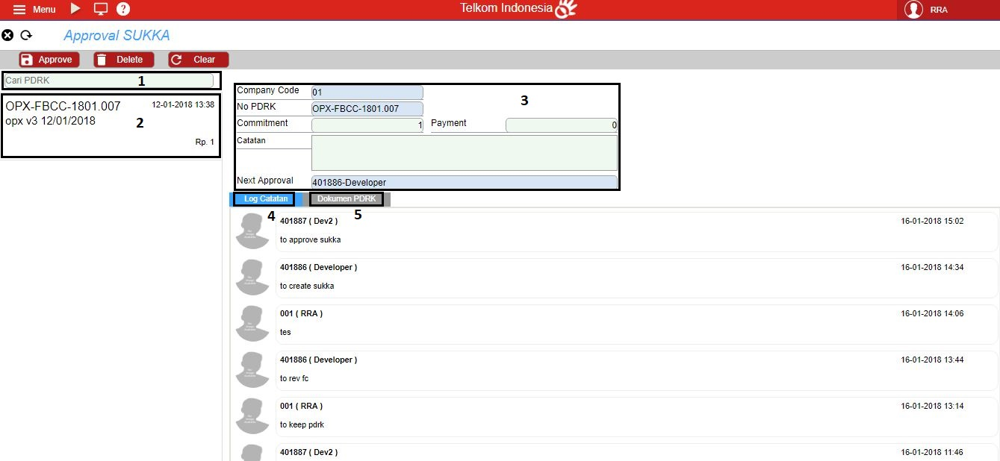 Menu
?
Telkom Indonesia
RRA
Approval SUKKA
Approve
Delete
Clear
Cari PDRK
1
OPX-FBCC-1801.007
12-01-2018 13:38
opx v3 12/01/2018
2
Rp. 1
Company Code
01
3
No PDRK
OPX-FBCC-1801.007
Commitment
1
Payment
0
Catatan
Next Approval
401886-Developer
Log Catatan
Dokumen PDRK
4
5
401887 ( Dev2 )
16-01-2018 15:02
to approve sukka
401886 ( Developer )
16-01-2018 14:34
to create sukka
001 ( RRA )
16-01-2018 14:06
tes
401886 ( Developer )
16-01-2018 13:44
to rev fc
001 ( RRA )
16-01-2018 13:14
to keep pdrk
401887 ( Dev2 )
16-01-2018 11:46